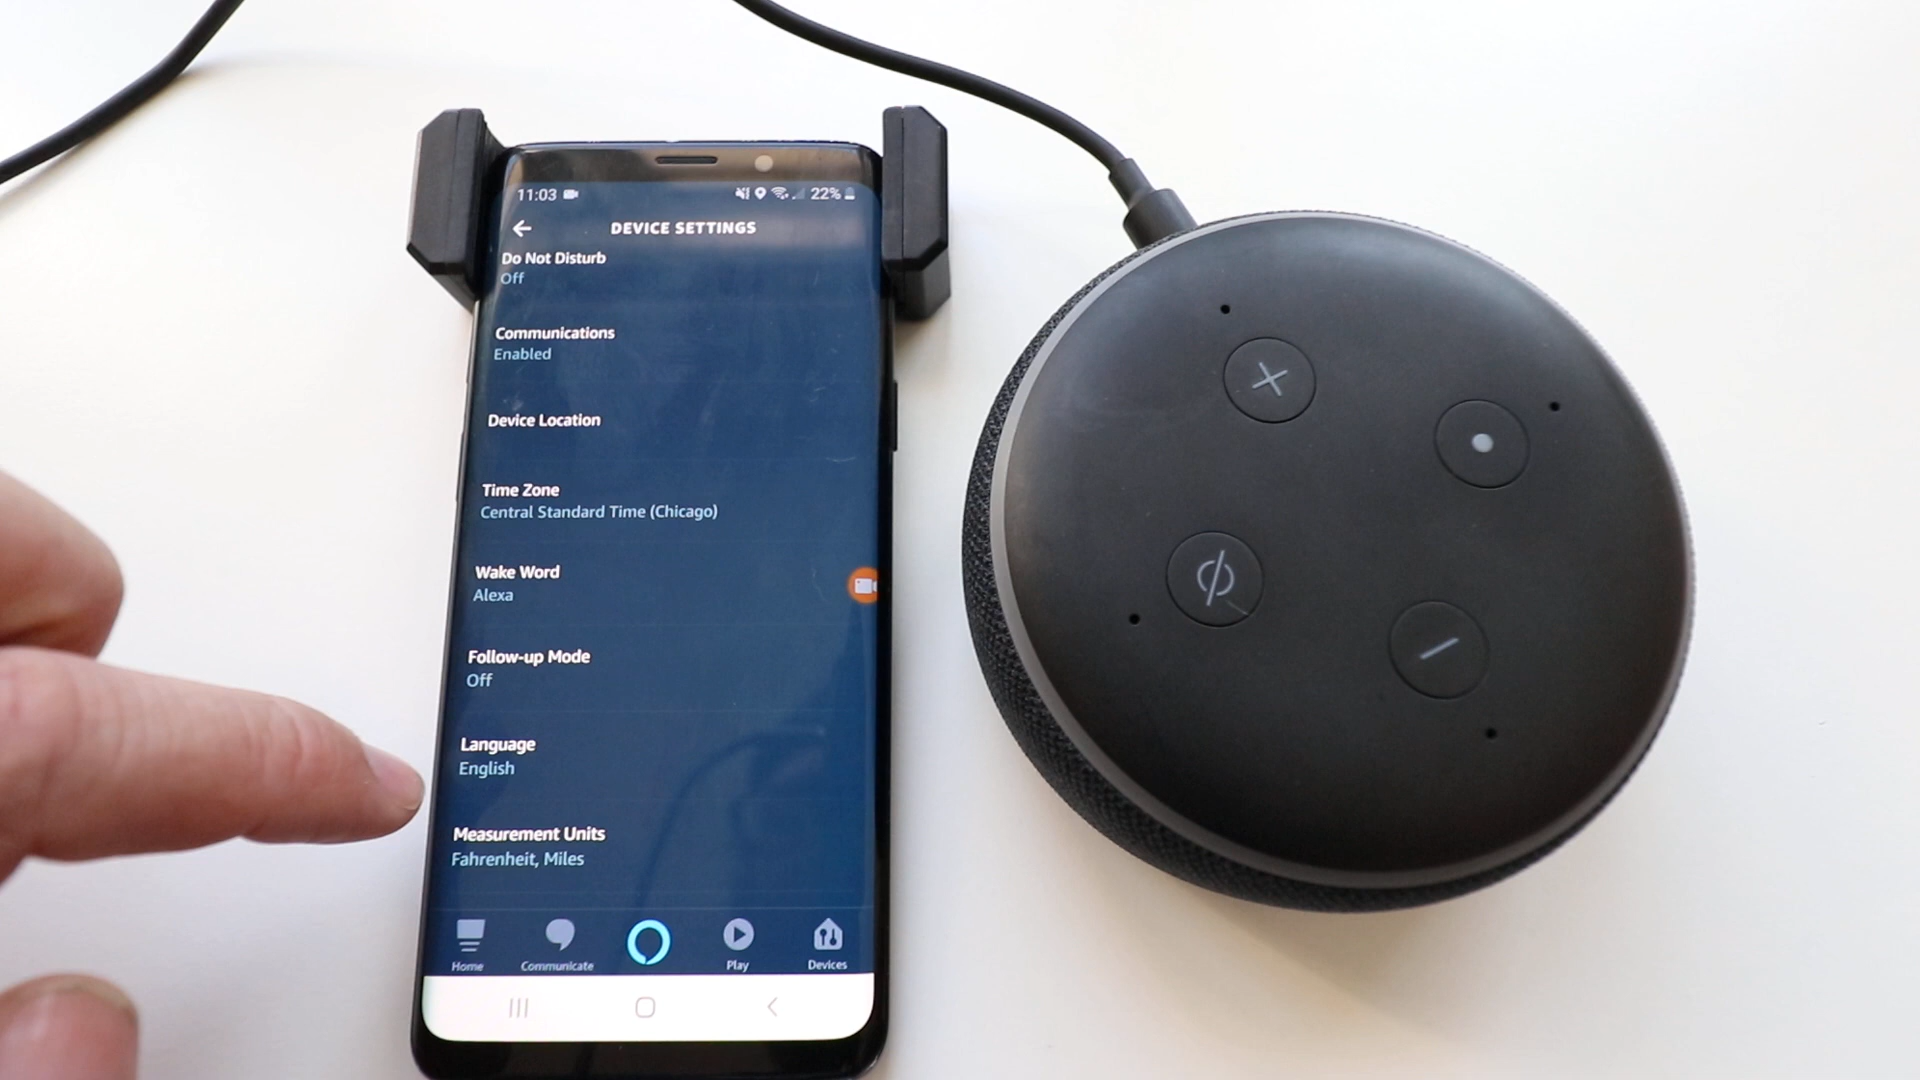 11:03 22%
DEVICE SETTINGS
Do Not Disturb
Off
Communications
Enabled
Device Location
Time Zone
Central Standard Time (Chicago)
Wake Word
Alexa
Follow-up Mode
Off
Language
English
Measurement Units
Fahrenheit, Miles
Home Communicate Play Devices